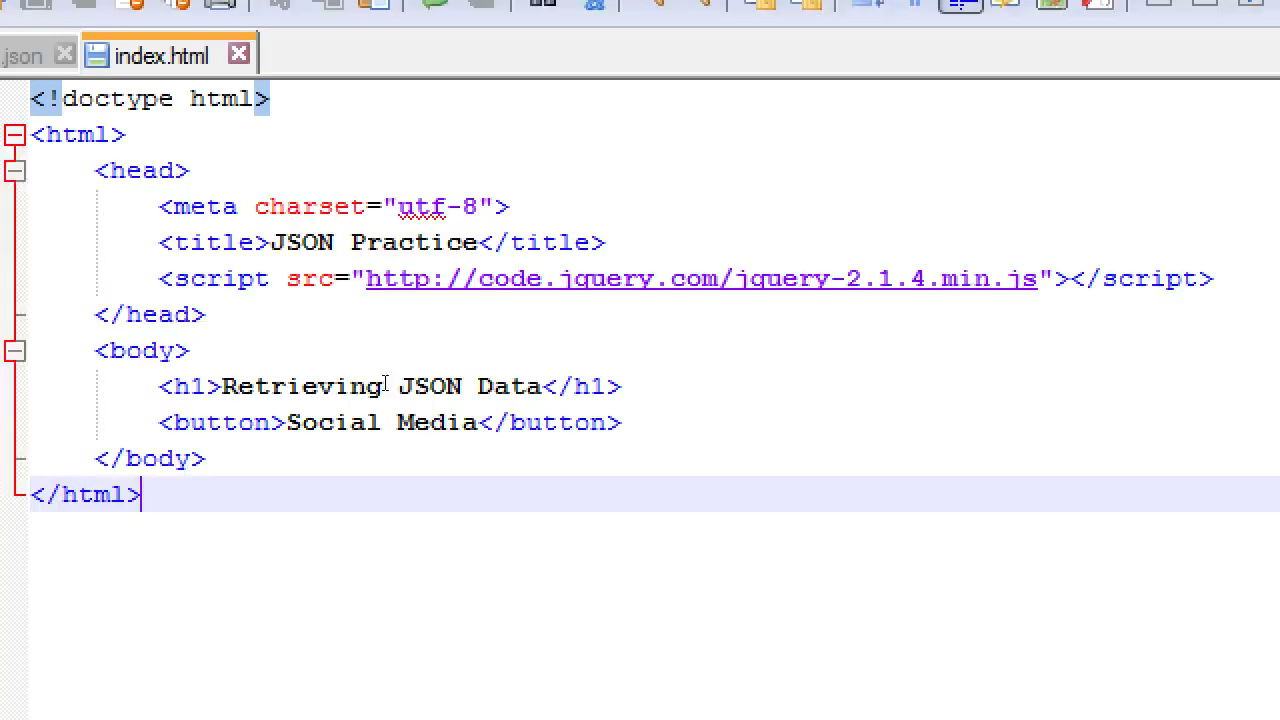 .json
index.html
<!doctype html>
<html>
<head>
<meta charset="utf-8">
<title>JSON Practice</title>
<script src="http://code.jquery.com/jquery-2.1.4.min.js"></script>
</head>
<body>
<h1>Retrieving JSON Data</h1>
<button>Social Media</button>
</body>
</html>